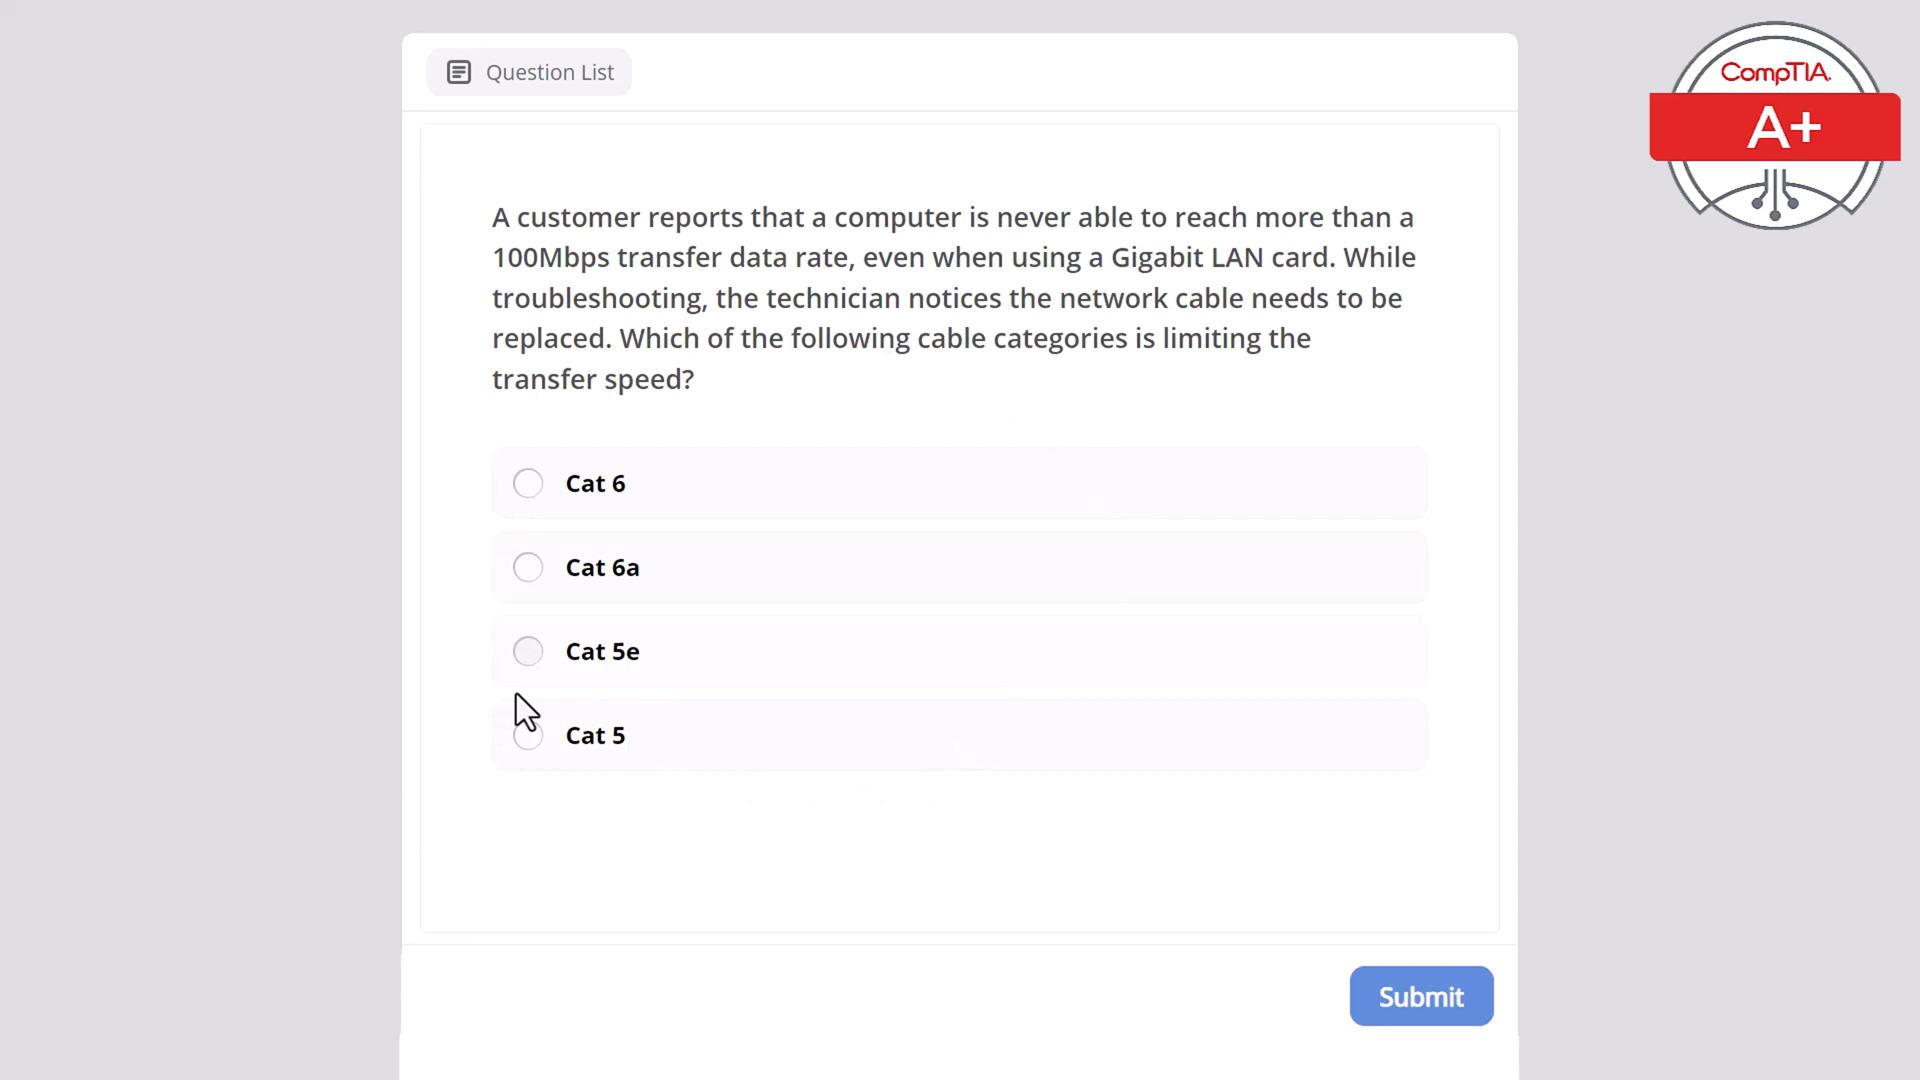 Question List
CompTIA.
A+
A customer reports that a computer is never able to reach more than a
100Mbps transfer data rate, even when using a Gigabit LAN card. While
troubleshooting, the technician notices the network cable needs to be
replaced. Which of the following cable categories is limiting the
transfer speed?
Cat 6
Cat 6a
Cat 5e
Cat 5
Submit